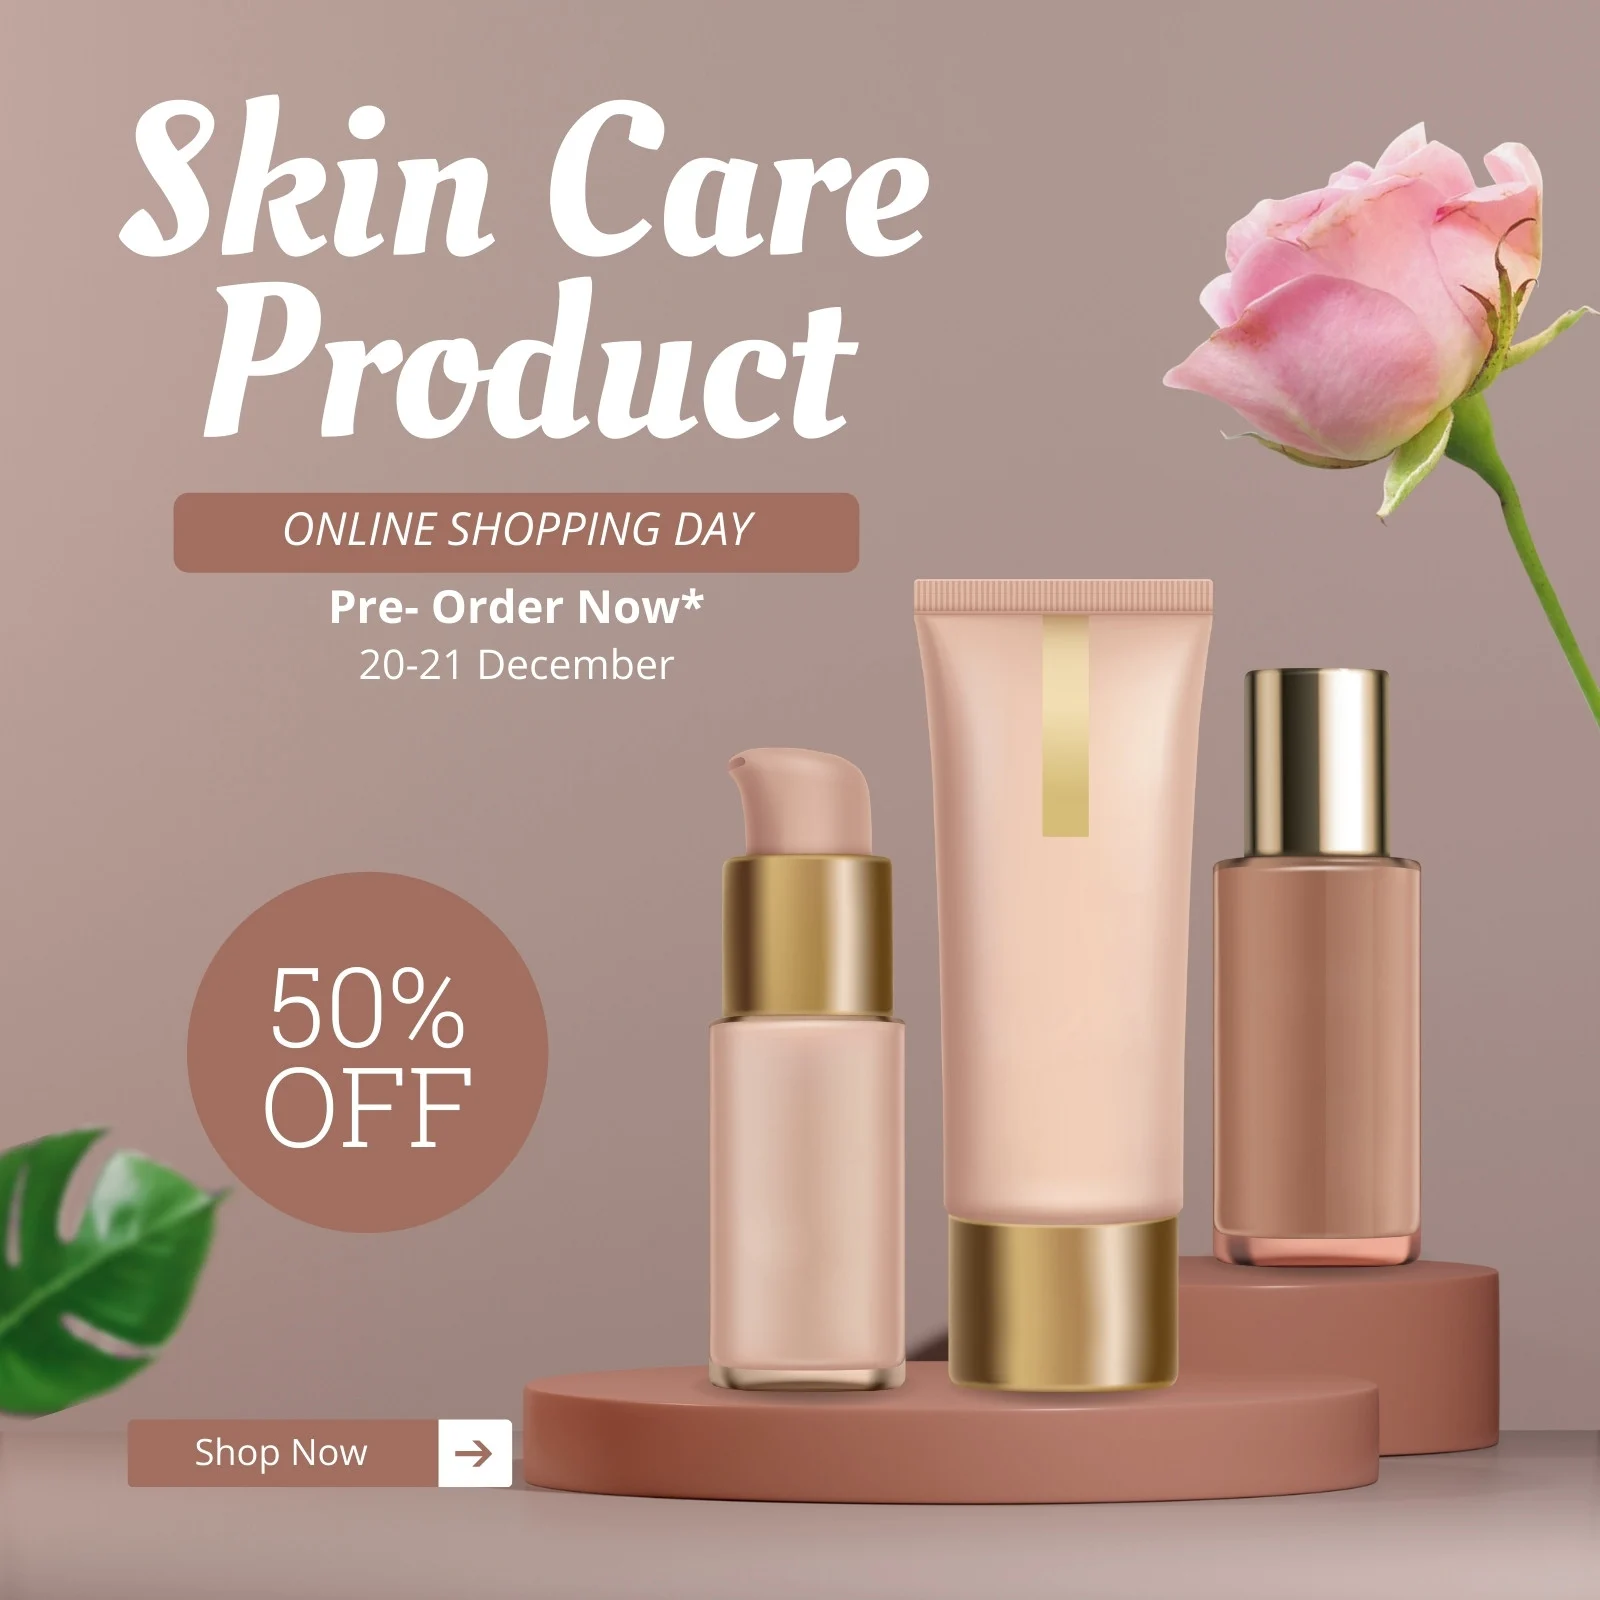 Skin Care
Product
ONLINE SHOPPING DAY
Pre- Order Now*
20-21 December
50%
OFF
Shop Now